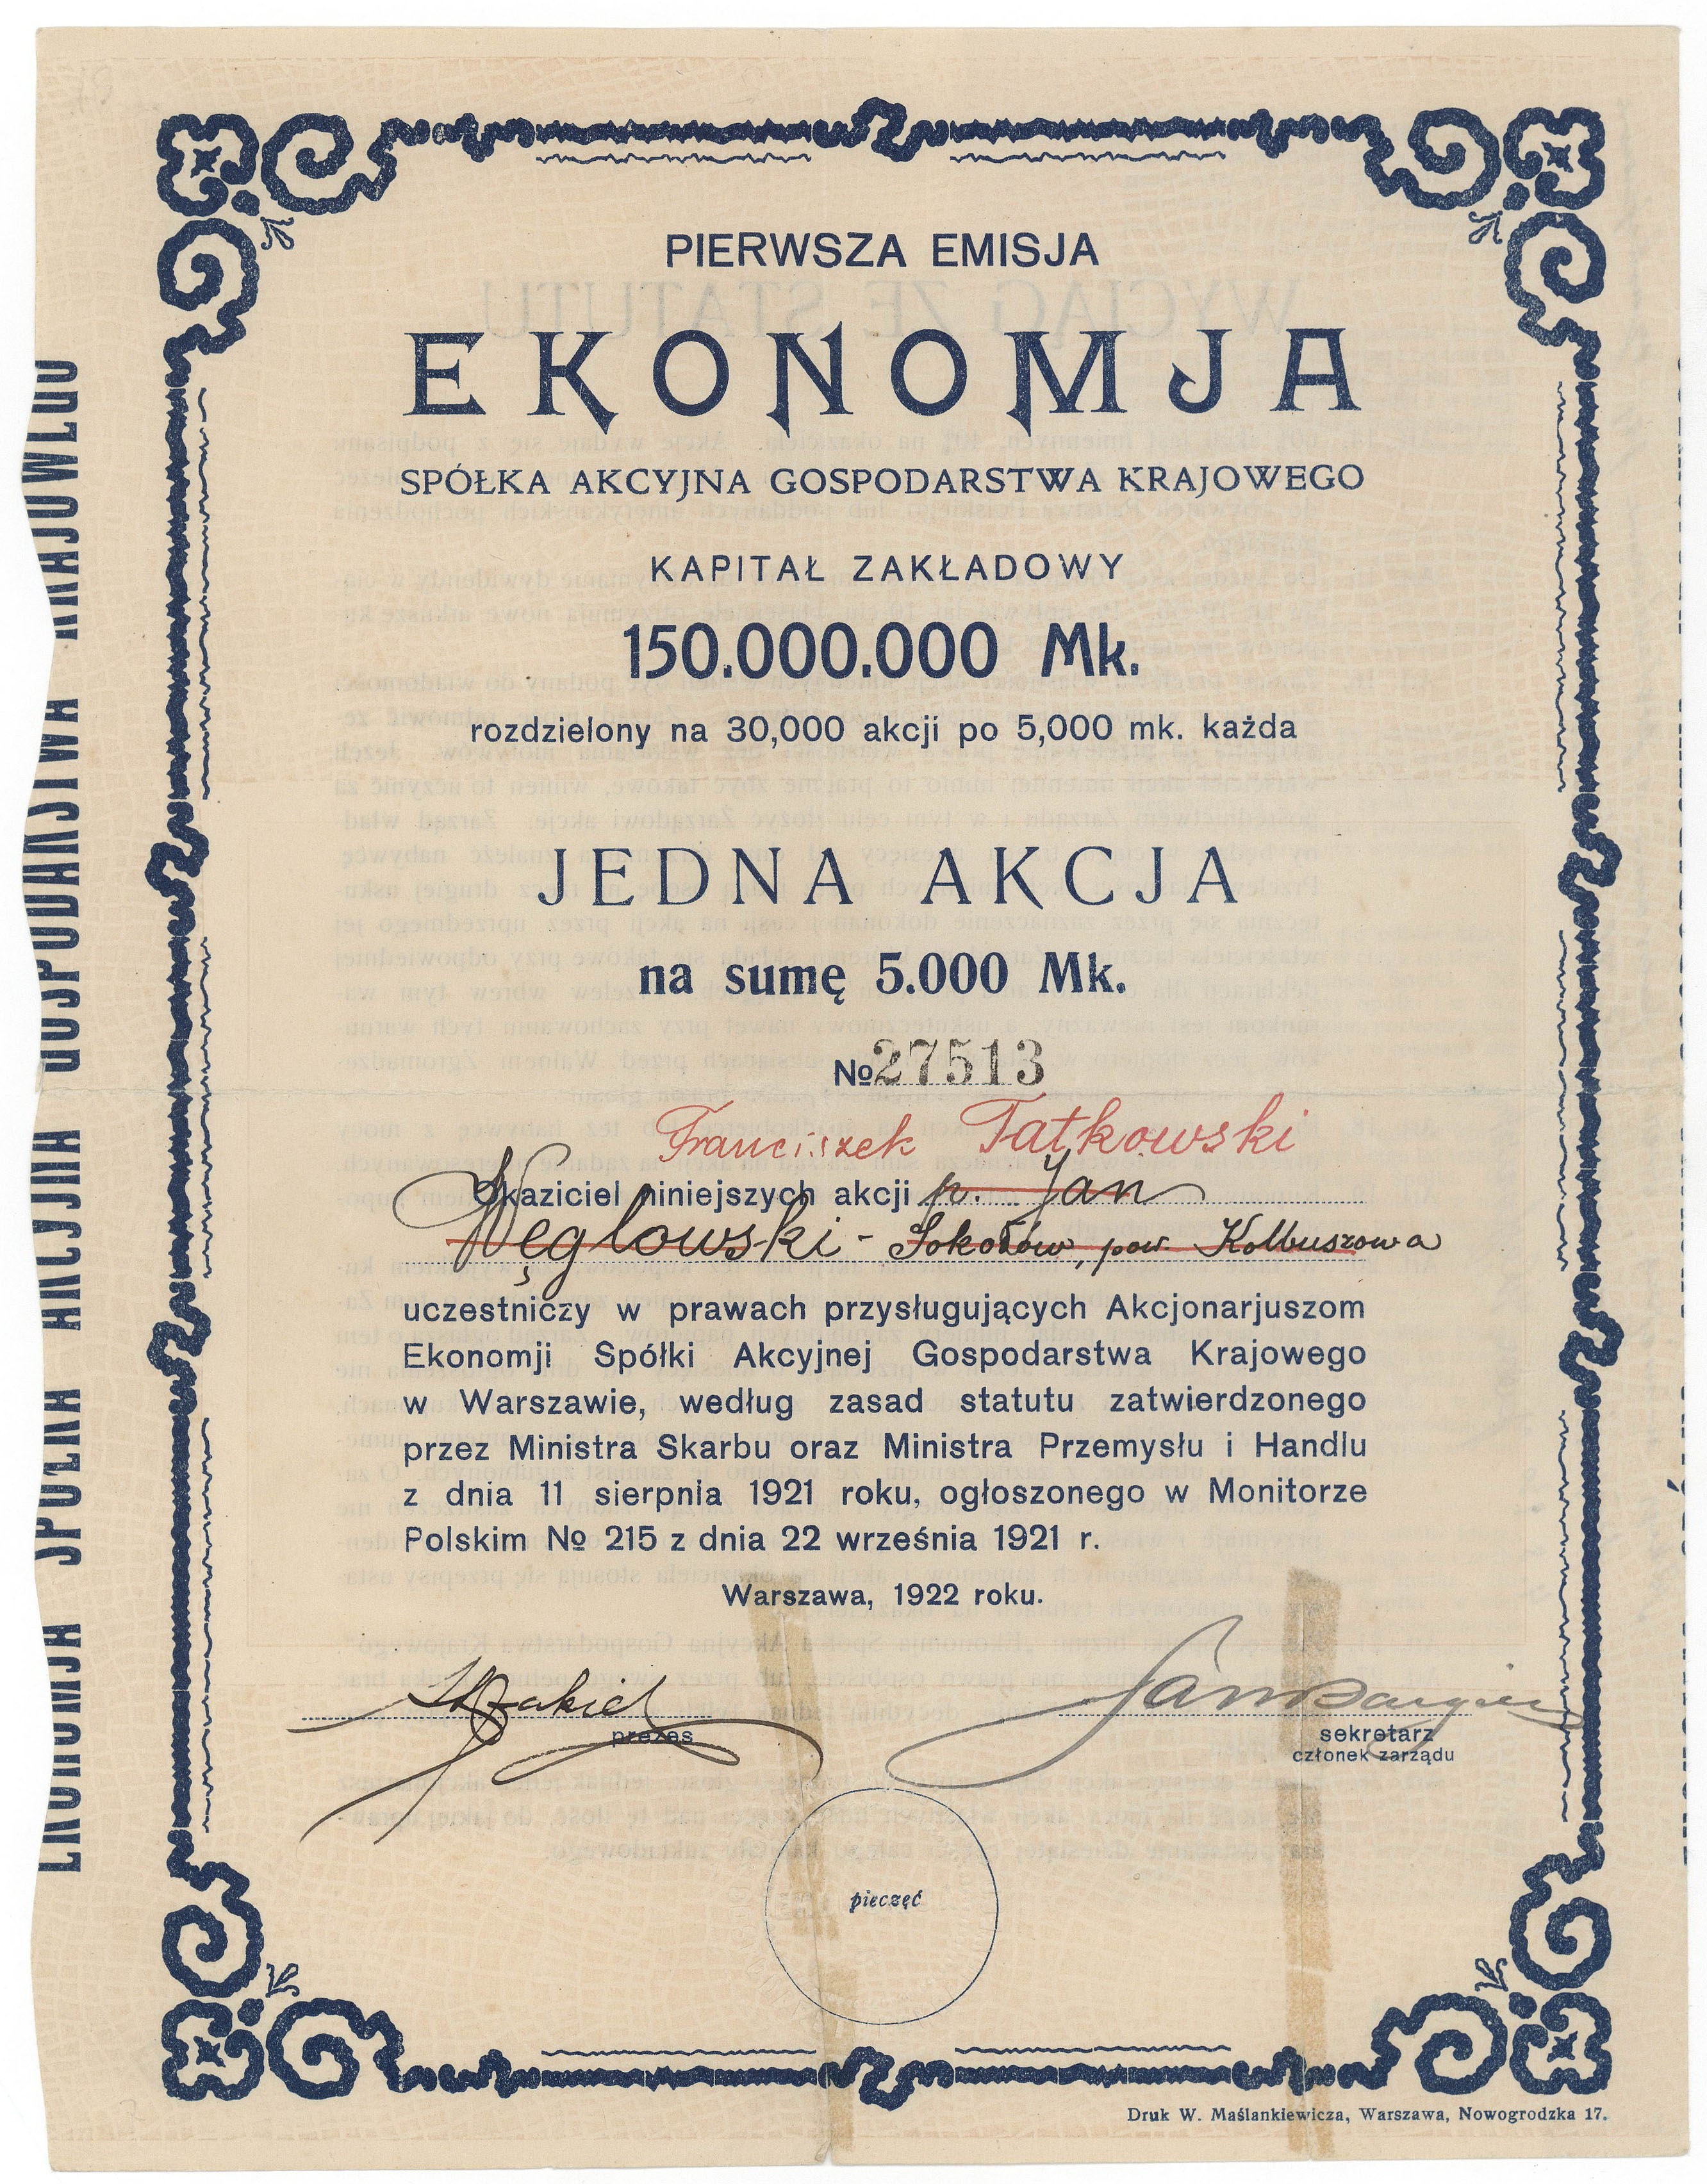 PIERWSZA EMISJA
EKONOMJA
SPÓŁKA AKCYJNA GOSPODARSTWA KRAJOWEGO
KAPITAŁ ZAKŁADOWY
150.000.000 Mk.
rozdzielony na 30,000 akcji po 5,000 mk. każda
JEDNA AKCJA
na sumę 5.000 Mk.
No 27513
Franciszek Tatkowski
Okaziciel niniejszych akcji p. Jan
Węglowski - Sokołów, pow. Kolbuszowa
uczestniczy w prawach przysługujących Akcjonarjuszom
Ekonomji Spółki Akcyjnej Gospodarstwa Krajowego
w Warszawie, według zasad statutu zatwierdzonego
przez Ministra Skarbu oraz Ministra Przemysłu i Handlu
z dnia 11 sierpnia 1921 roku, ogłoszonego w Monitorze
Polskim № 215 z dnia 22 września 1921 r.
Warszawa, 1922 roku.
prezes
sekretarz
członek zarządu
pieczęć
Druk W. Maślankiewicza, Warszawa, Nowogrodzka 17.
EKONOMJA SPÓŁKA AKCYJNA GOSPODARSTWA KRAJOWEGO